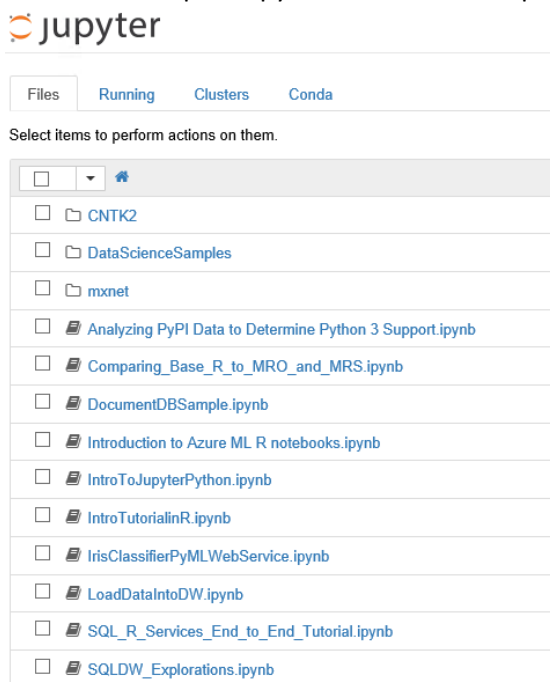 jupyter
Files Running Clusters Conda
Select items to perform actions on them.
CNTK2
DataScienceSamples
mxnet
Analyzing PyPI Data to Determine Python 3 Support.ipynb
Comparing_Base_R_to_MRO_and_MRS.ipynb
DocumentDBSample.ipynb
Introduction to Azure ML R notebooks.ipynb
IntroToJupyterPython.ipynb
IntroTutorialinR.ipynb
IrisClassifierPyMLWebService.ipynb
LoadDataIntoDW.ipynb
SQL_R_Services_End_to_End_Tutorial.ipynb
SQLDW_Explorations.ipynb